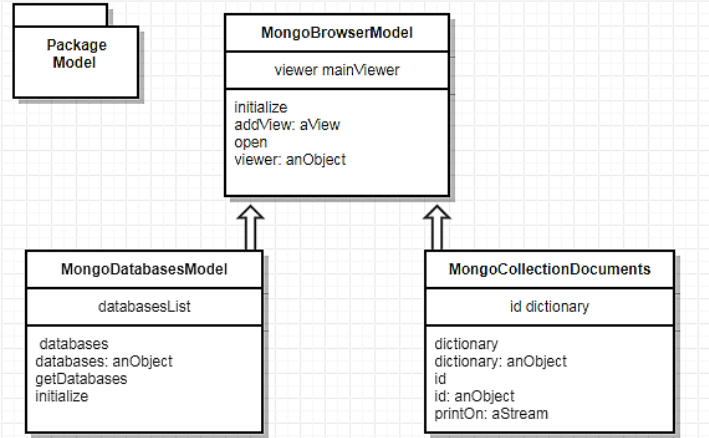 Package
Model
MongoBrowserModel
viewer mainViewer
initialize
addView: aView
open
viewer: anObject
MongoDatabasesModel
databasesList
databases
databases: anObject
getDatabases
initialize
MongoCollectionDocuments
id dictionary
dictionary
dictionary: anObject
id
id: anObject
printOn: aStream